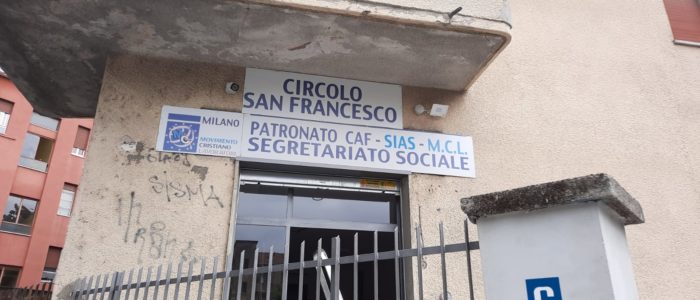 CIRCOLO
SAN FRANCESCO
MILANO
MOVIMENTO
CRISTIANO
LAVORATORI
PATRONATO CAF - SIAS - M.C.L.
SEGRETARIATO SOCIALE
SISMA